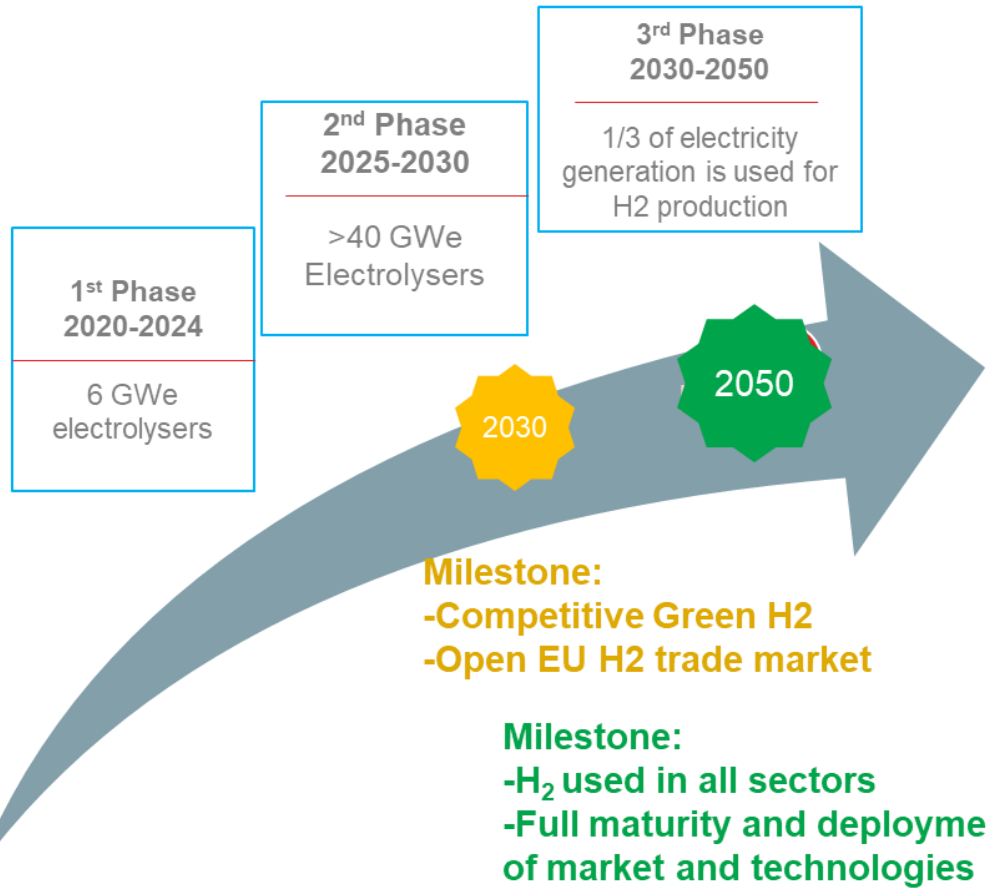 1st Phase
2020-2024
6 GWe
electrolysers
2nd Phase
2025-2030
>40 GWe
Electrolysers
3rd Phase
2030-2050
1/3 of electricity
generation is used for
H2 production
2030
2050
Milestone:
-Competitive Green H2
-Open EU H2 trade market
Milestone:
-H₂ used in all sectors
-Full maturity and deployme
of market and technologies